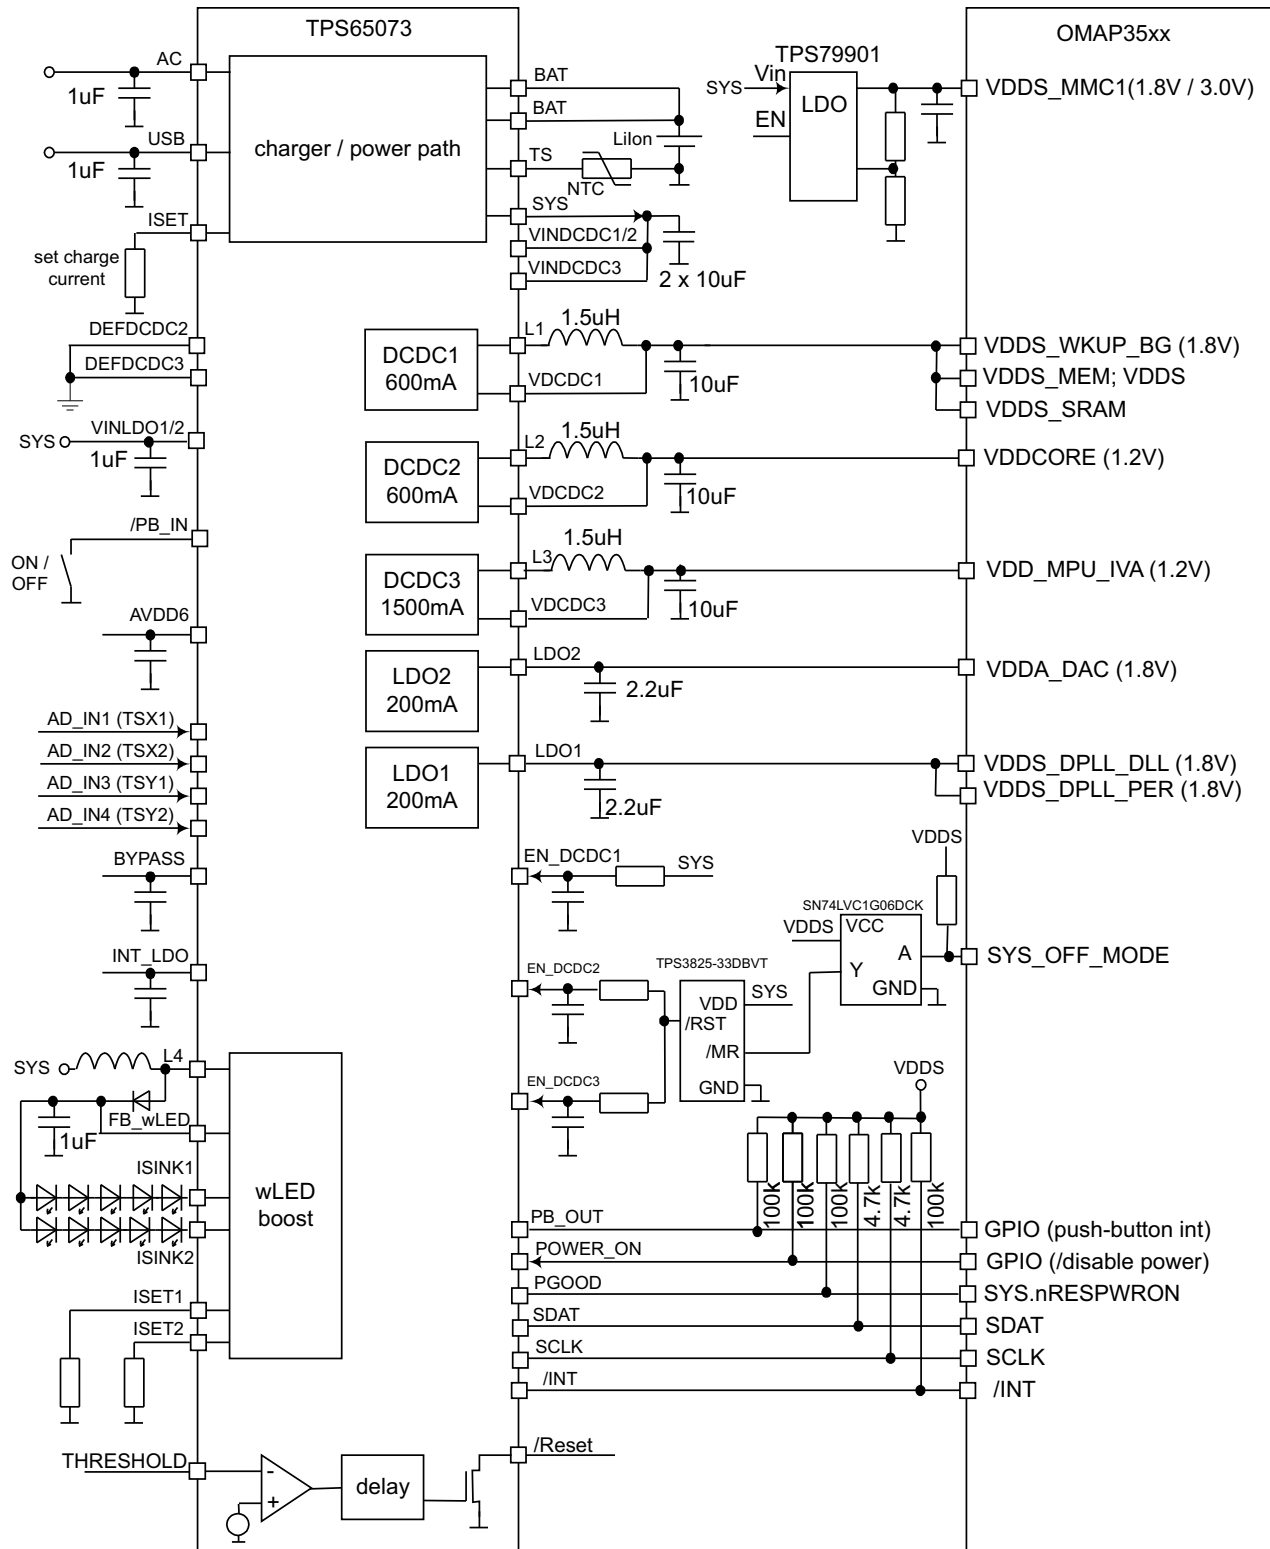 TPS65073
OMAP35xx
AC
1uF
USB
1uF
ISET
set charge
current
charger / power path
BAT
BAT
LiIon
TS
NTC
SYS
VINDCDC1/2
VINDCDC3
2 x 10uF
TPS79901
SYS
Vin
EN
LDO
VDDS_MMC1(1.8V / 3.0V)
DEFDCDC2
DEFDCDC3
DCDC1
600mA
L1
1.5uH
VDCDC1
10uF
VDDS_WKUP_BG (1.8V)
VDDS_MEM; VDDS
VDDS_SRAM
SYS
VINLDO1/2
1uF
DCDC2
600mA
L2
1.5uH
VDCDC2
10uF
VDDCORE (1.2V)
/PB_IN
ON /
OFF
DCDC3
1500mA
L3
1.5uH
VDCDC3
10uF
VDD_MPU_IVA (1.2V)
AVDD6
LDO2
200mA
LDO2
2.2uF
VDDA_DAC (1.8V)
AD_IN1 (TSX1)
AD_IN2 (TSX2)
AD_IN3 (TSY1)
AD_IN4 (TSY2)
LDO1
200mA
LDO1
2.2uF
VDDS_DPLL_DLL (1.8V)
VDDS_DPLL_PER (1.8V)
BYPASS
EN_DCDC1
SYS
VDDS
SN74LVC1G06DCK
VDDS
VCC
A
Y
GND
SYS_OFF_MODE
INT_LDO
EN_DCDC2
TPS3825-33DBVT
VDD
SYS
/RST
/MR
GND
EN_DCDC3
SYS
L4
FB_wLED
1uF
ISINK1
ISINK2
wLED
boost
ISET1
ISET2
VDDS
100k
100k
100k
4.7k
4.7k
100k
PB_OUT
GPIO (push-button int)
POWER_ON
GPIO (/disable power)
PGOOD
SYS.nRESPWRON
SDAT
SDAT
SCLK
SCLK
/INT
/INT
THRESHOLD
-
+
delay
/Reset